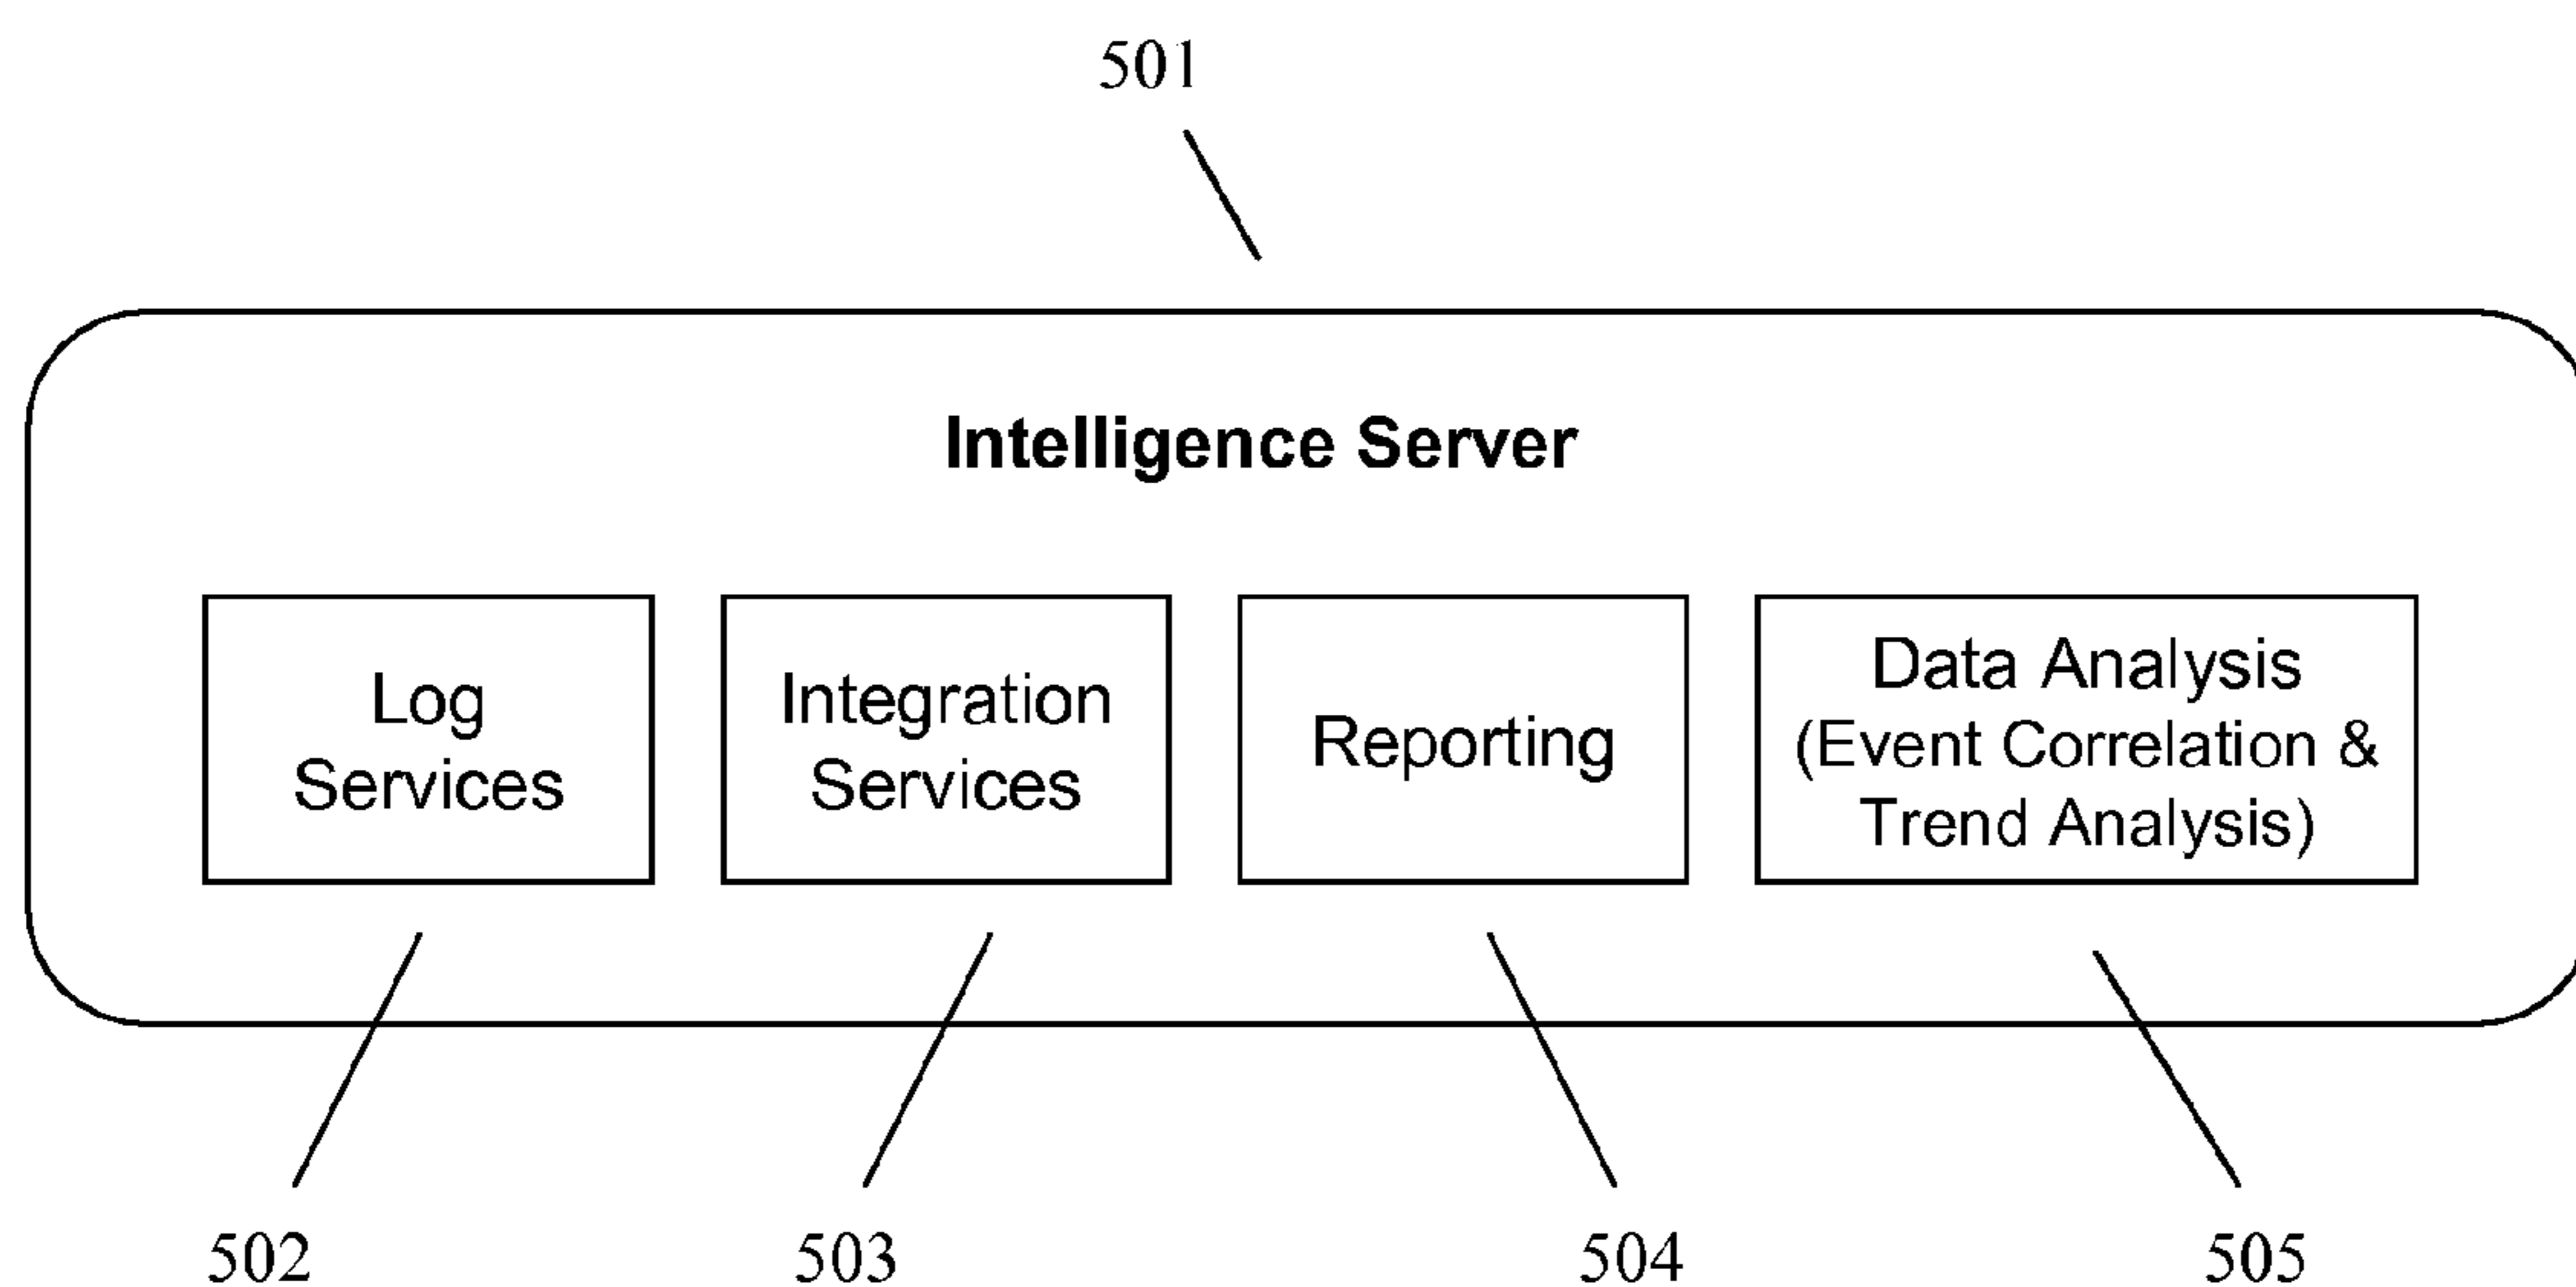 501
Intelligence Server
Log
Services
Integration
Services
Reporting
Data Analysis
(Event Correlation &
Trend Analysis)
502
503
504
505